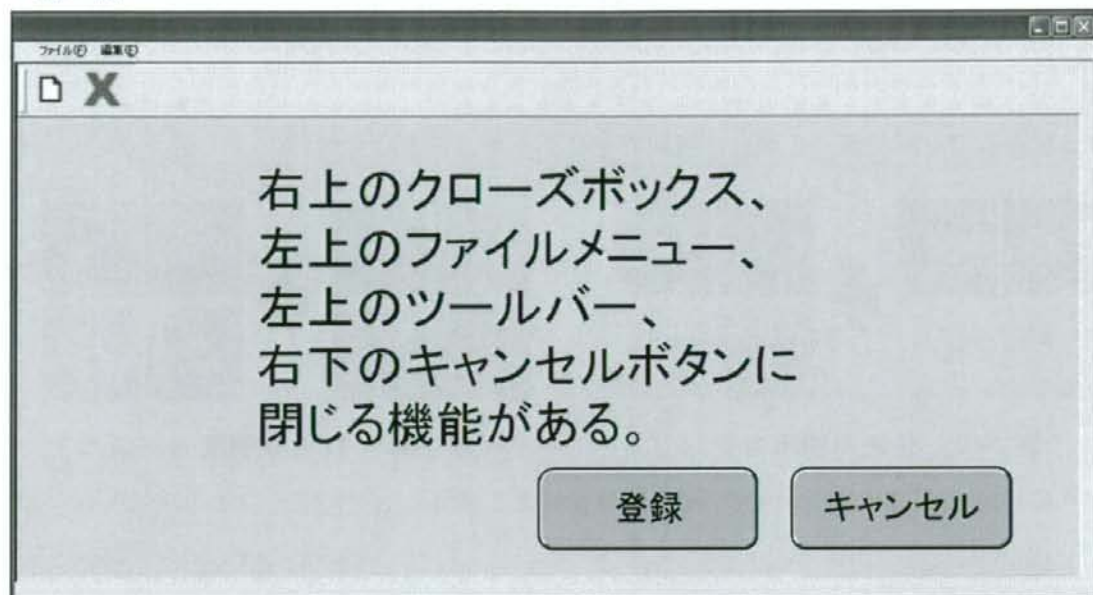 ファイル(F) 編集(E)
右上のクローズボックス、
左上のファイルメニュー、
左上のツールバー、
右下のキャンセルボタンに
閉じる機能がある。
登録 キャンセル